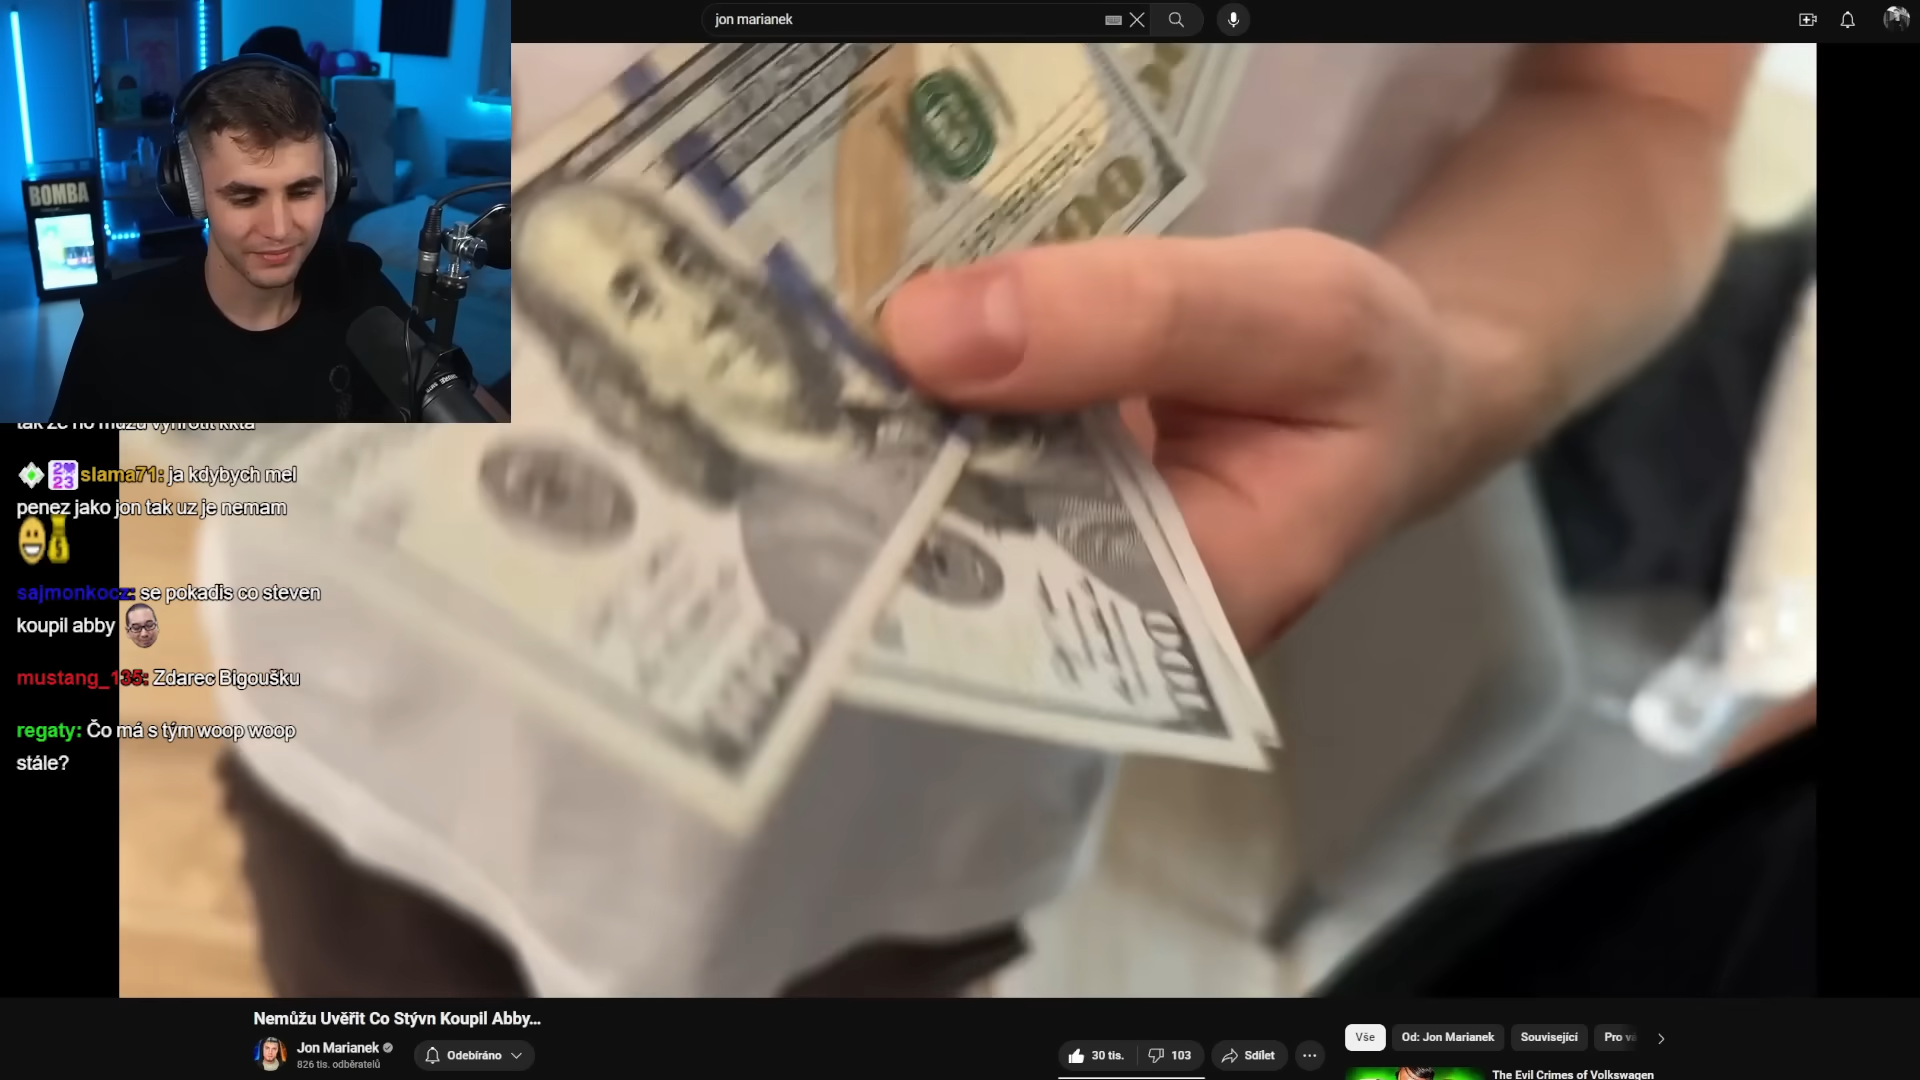 jon marianek
BOMBA
slama71: ja kdybych mel
penez jako jon tak uz je nemam
sajmonkocz: se pokadis co steven
koupil abby
mustang_135: Zdarec Bigoušku
regaty: Čo má s tým woop woop
stále?
100
Nemůžu Uvěřit Co Stývn Koupil Abby...
Jon Marianek
826 tis. odběratelů
Odebíráno
30 tis.
103
Sdílet
Vše
Od: Jon Marianek
Související
Pro
The Evil Crimes of Volkswagen